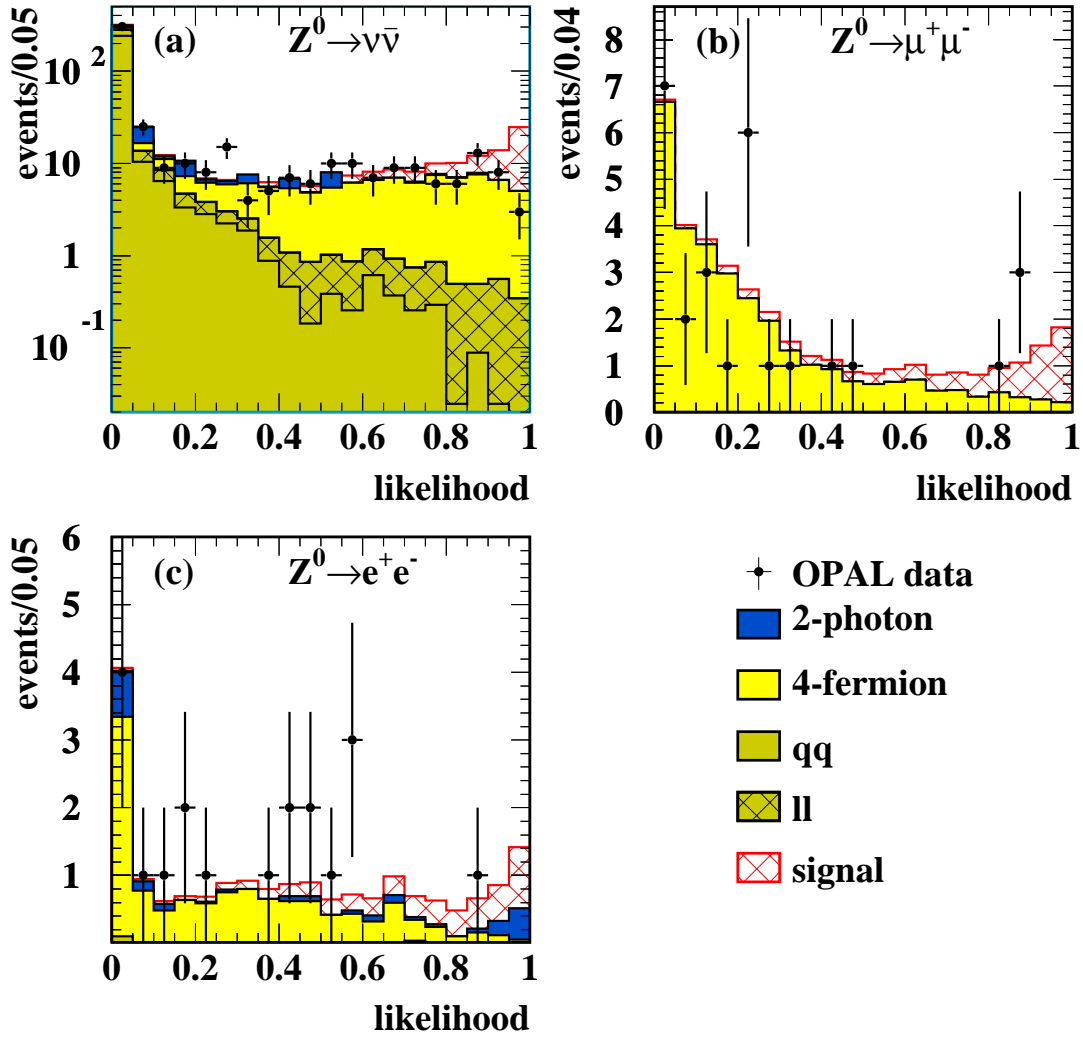 events/0.05
10²
10
1
10⁻¹
(a)
Z⁰→νν̄
0
0.2
0.4
0.6
0.8
1
likelihood
events/0.04
8
7
6
5
4
3
2
1
0
(b)
Z⁰→μ⁺μ⁻
0
0.2
0.4
0.6
0.8
1
likelihood
events/0.05
6
5
4
3
2
1
(c)
Z⁰→e⁺e⁻
0
0.2
0.4
0.6
0.8
1
likelihood
OPAL data
2-photon
4-fermion
qq
ll
signal